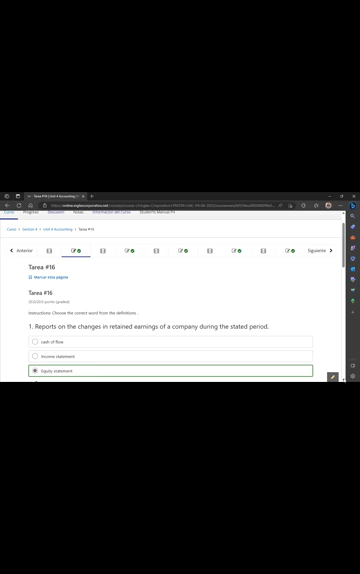 Tarea #16 | Unit 4 Accounting
Curso Progreso Discusión Notas Información del Curso Student's Manual P4
Curso > Section 4 > Unit 4 Accounting > Tarea #16
Anterior
Siguiente
Tarea #16
Marcar esta página
Tarea #16
Instructions: Choose the correct word from the definitions.
1. Reports on the changes in retained earnings of a company during the stated period.
cash of flow
Income statement
Equity statement